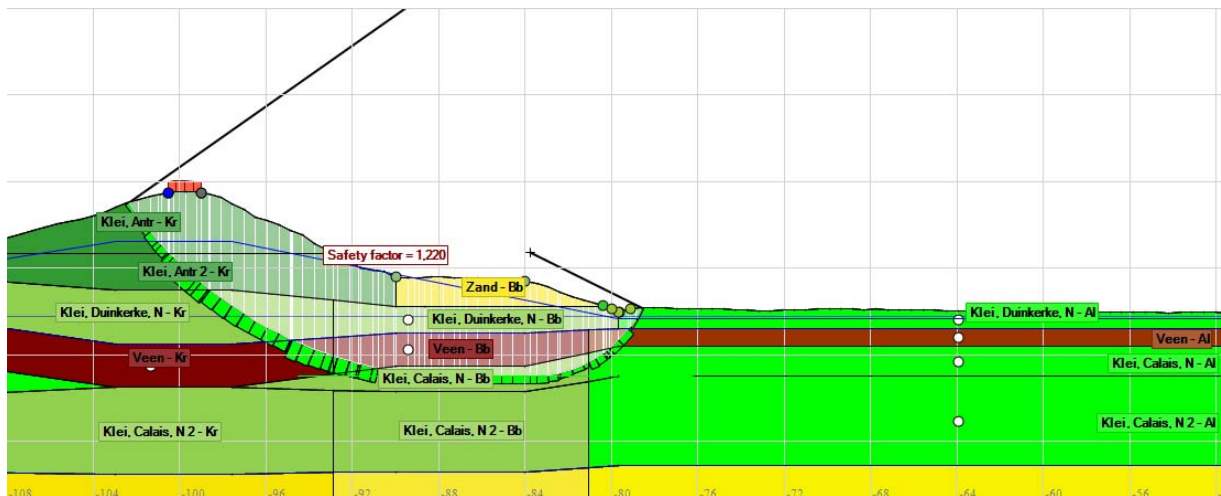 Klei, Antr - Kr
Safety factor = 1,220
Klei, Antr 2 - Kr
Zand - Bb
Klei, Duinkerke, N - Kr
Klei, Duinkerke, N - Bb
Klei, Duinkerke, N - Al
Veen - Kr
Veen - Bb
Veen - Al
Klei, Calais, N - Bb
Klei, Calais, N - Al
Klei, Calais, N 2 - Kr
Klei, Calais, N 2 - Bb
Klei, Calais, N 2 - Al
-108 -104 -100 -96 -92 -88 -84 -80 -76 -72 -68 -64 -60 -56